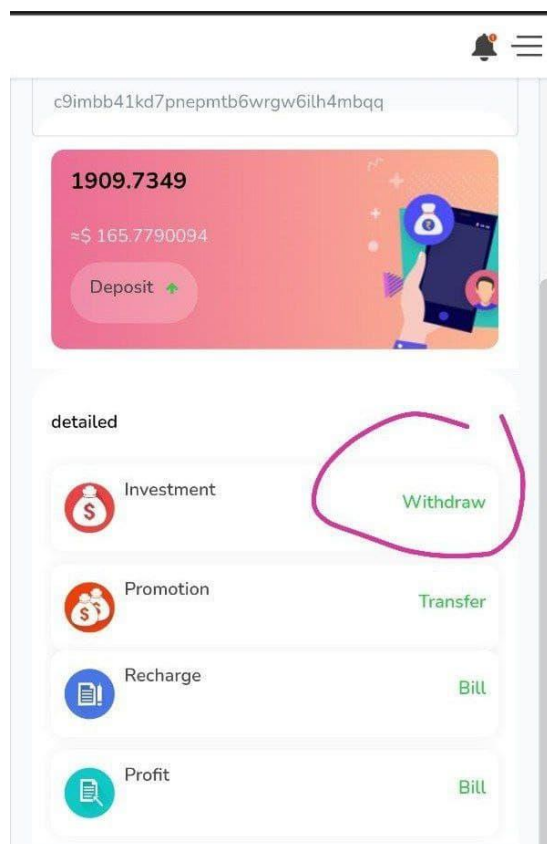 c9imbb41kd7pnepmtb6wrgw6ilh4mbqq
1909.7349
≈$ 165.7790094
Deposit
detailed
Investment
Withdraw
Promotion
Transfer
Recharge
Bill
Profit
Bill